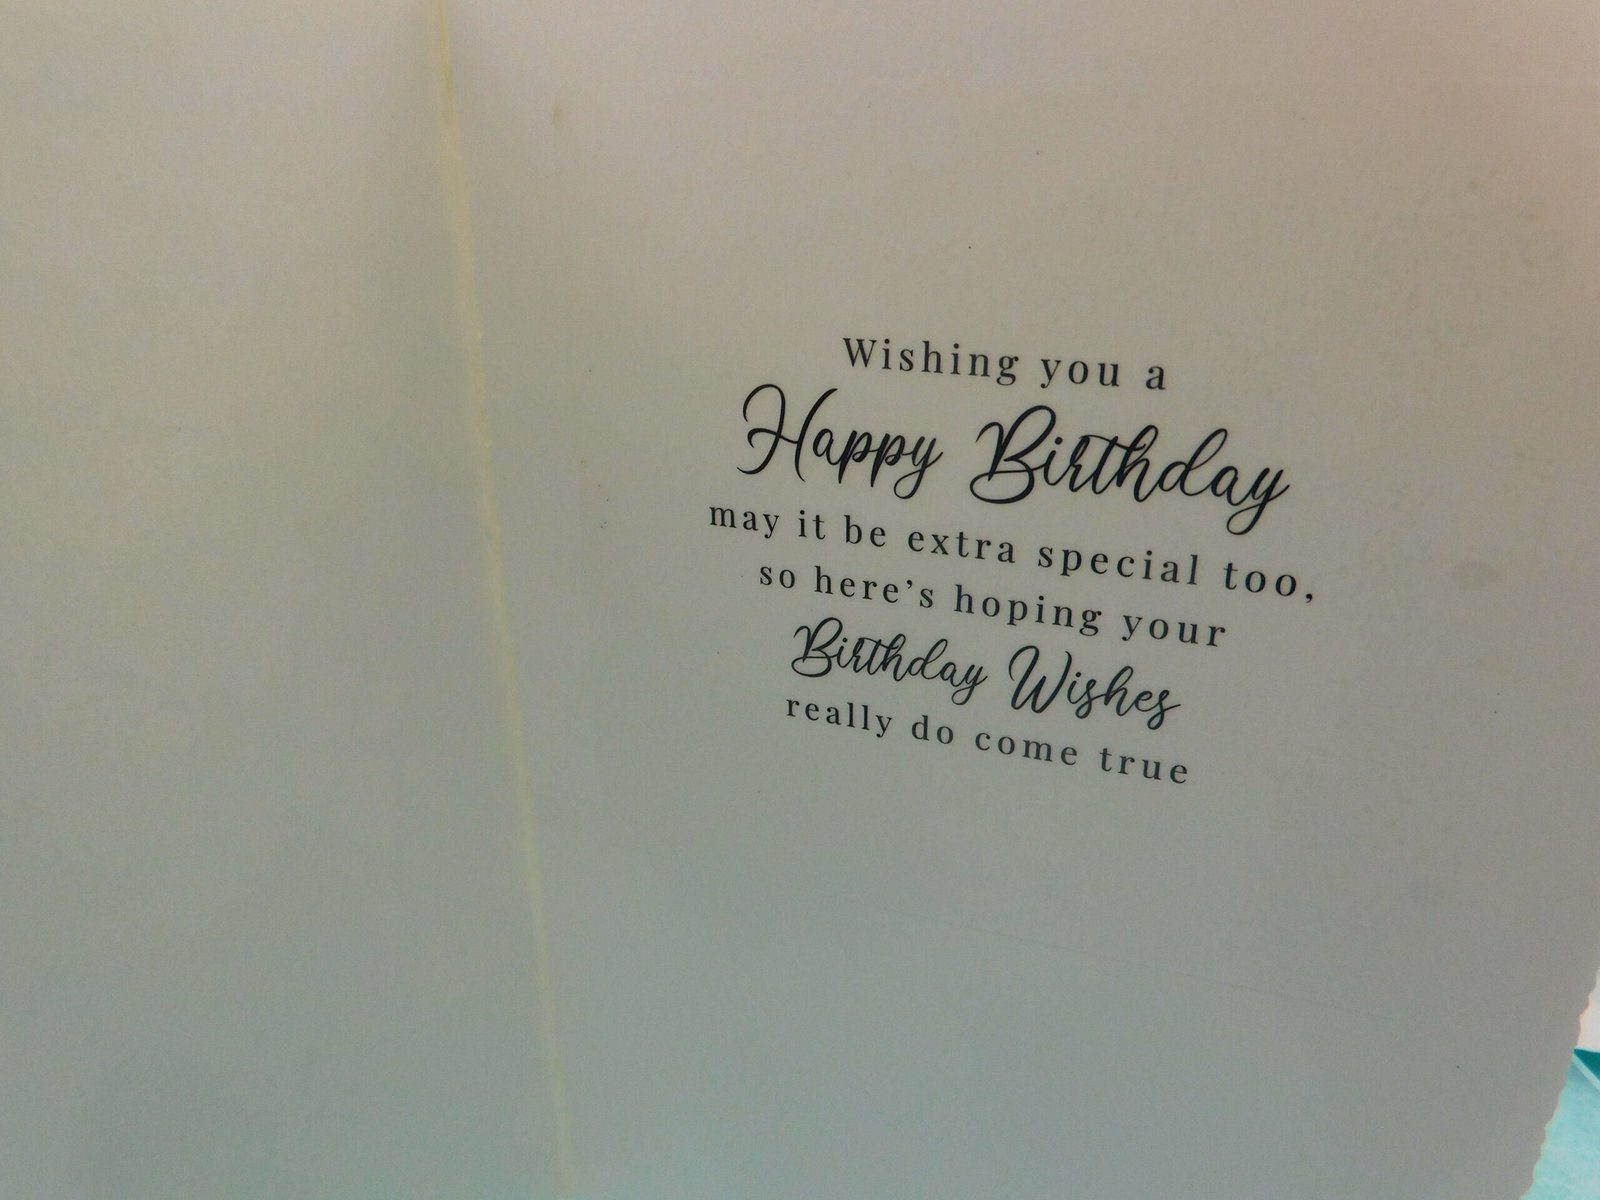 Wishing you a
Happy Birthday
may it be extra special too,
so here’s hoping your
Birthday Wishes
really do come true